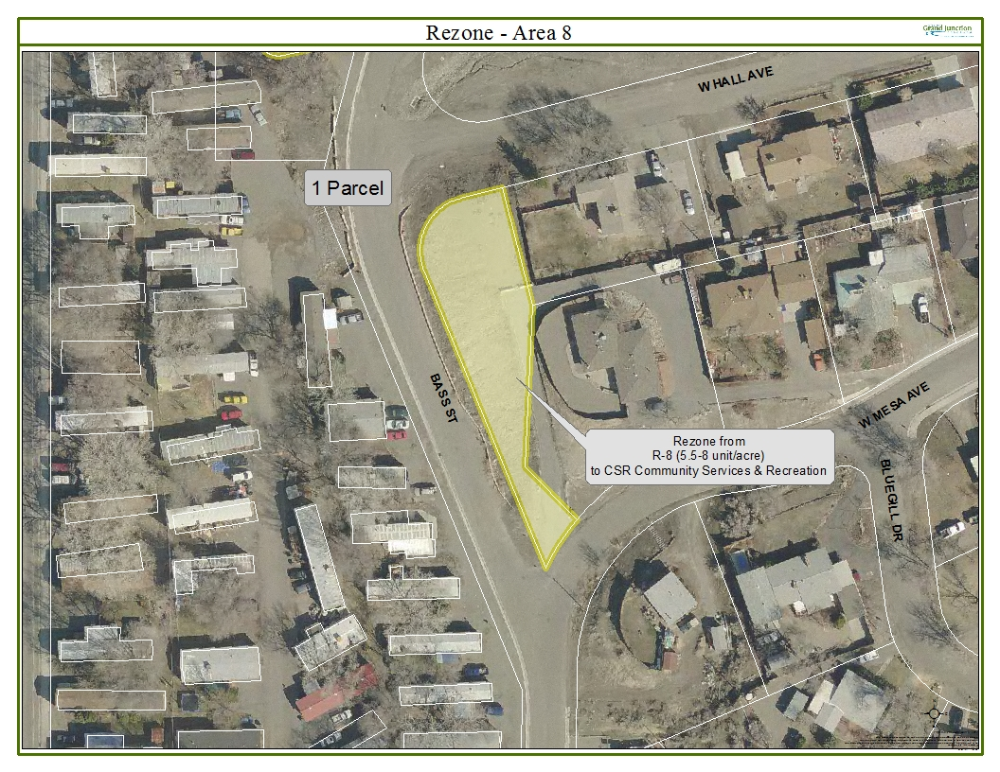 Rezone - Area 8
Grand Junction
W HALL AVE
1 Parcel
BASS ST
W MESA AVE
Rezone from
R-8 (5.5-8 unit/acre)
to CSR Community Services & Recreation
BLUEGILL DR